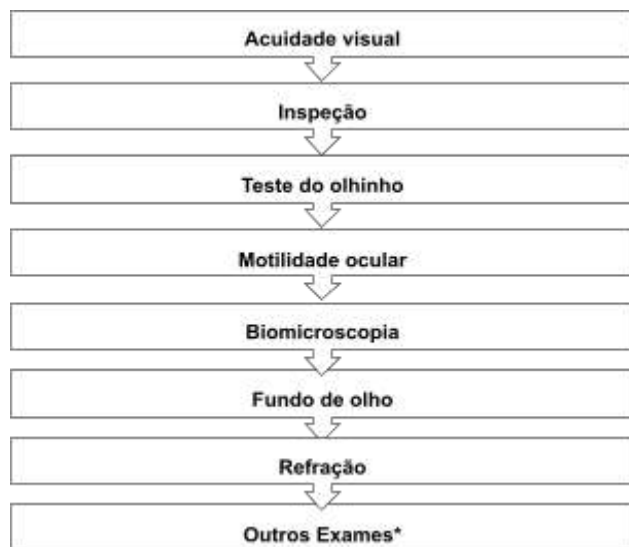 Acuidade visual
Inspeção
Teste do olhinho
Motilidade ocular
Biomicroscopia
Fundo de olho
Refração
Outros Exames*